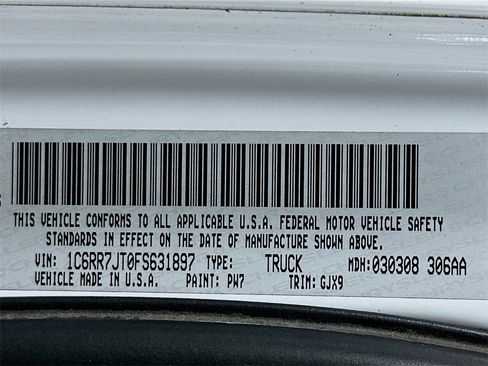 THIS VEHICLE CONFORMS TO ALL APPLICABLE U.S.A. FEDERAL MOTOR VEHICLE SAFETY
STANDARDS IN EFFECT ON THE DATE OF MANUFACTURE SHOWN ABOVE.
VIN: 1C6RR7JT0FS631897 TYPE: TRUCK MDH:030308 306AA
VEHICLE MADE IN U.S.A. PAINT: PW7 TRIM: GJX9